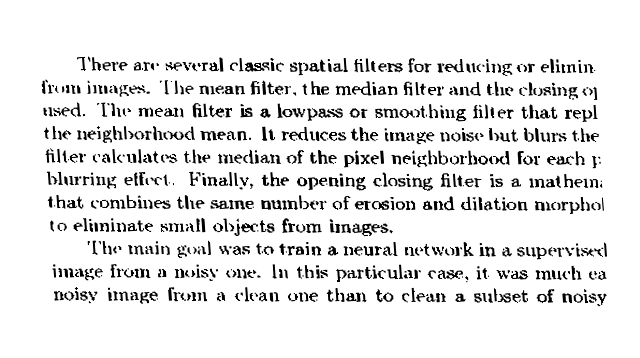 There are several classic spatial filters for reducing or elimin
from images. The mean filter, the median filter and the closing op
used. The mean filter is a lowpass or smoothing filter that repl
the neighborhood mean. It reduces the image noise but blurs the
filter calculates the median of the pixel neighborhood for each p
blurring effect. Finally, the opening closing filter is a mathema
that combines the same number of erosion and dilation morphol
to eliminate small objects from images.
The main goal was to train a neural network in a supervised
image from a noisy one. In this particular case, it was much ea
noisy image from a clean one than to clean a subset of noisy